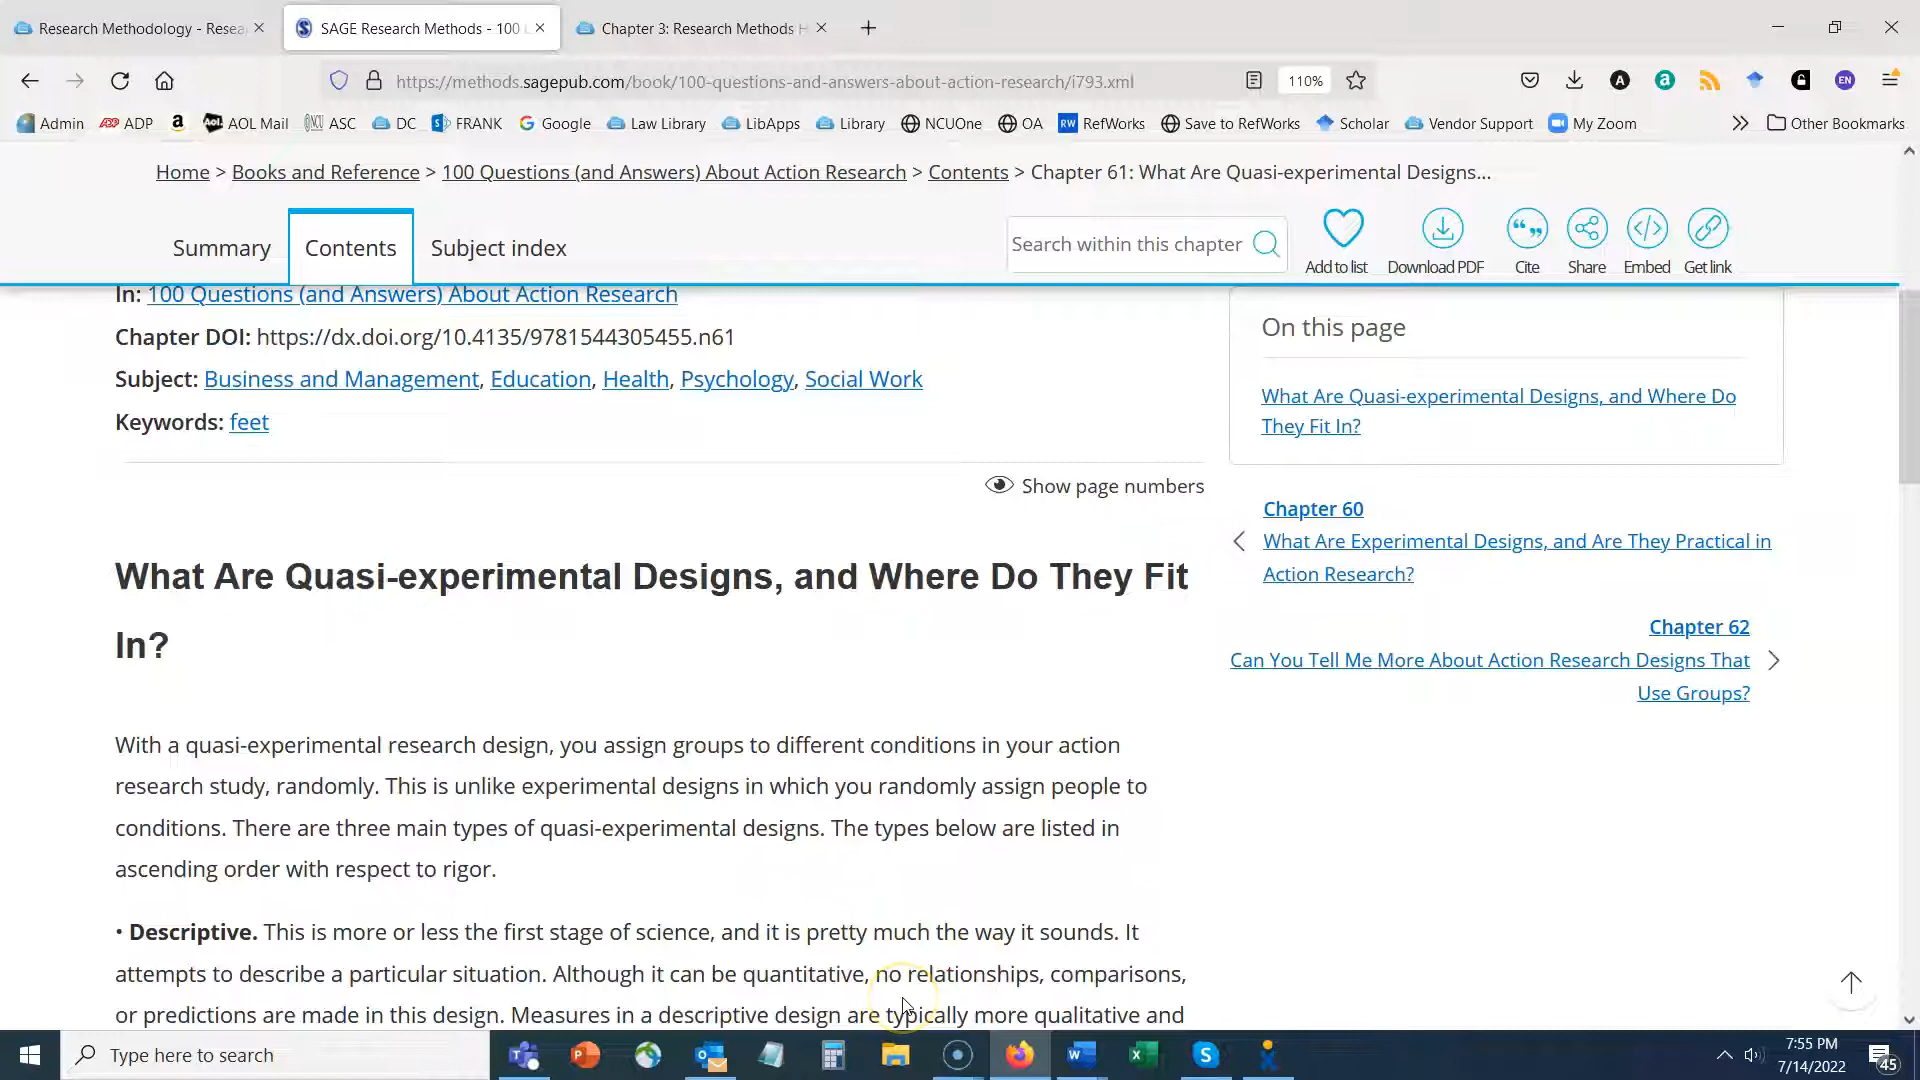 Research Methodology - Resea
SAGE Research Methods - 100
Chapter 3: Research Methods H
https://methods.sagepub.com/book/100-questions-and-answers-about-action-research/i793.xml
110%
A
a
EN
Admin
ADP
a
Aol. AOL Mail
NCU ASC
DC
FRANK
Google
Law Library
LibApps
Library
NCUOne
OA
RW RefWorks
Save to RefWorks
Scholar
Vendor Support
My Zoom
Other Bookmarks
Home > Books and Reference > 100 Questions (and Answers) About Action Research > Contents > Chapter 61: What Are Quasi-experimental Designs...
Summary
Contents
Subject index
Search within this chapter
Add to list
Download PDF
Cite
Share
Embed
Get link
In: 100 Questions (and Answers) About Action Research
Chapter DOI: https://dx.doi.org/10.4135/9781544305455.n61
Subject: Business and Management, Education, Health, Psychology, Social Work
Keywords: feet
Show page numbers
What Are Quasi-experimental Designs, and Where Do They Fit
In?
With a quasi-experimental research design, you assign groups to different conditions in your action
research study, randomly. This is unlike experimental designs in which you randomly assign people to
conditions. There are three main types of quasi-experimental designs. The types below are listed in
ascending order with respect to rigor.
• Descriptive. This is more or less the first stage of science, and it is pretty much the way it sounds. It
attempts to describe a particular situation. Although it can be quantitative, no relationships, comparisons,
or predictions are made in this design. Measures in a descriptive design are typically more qualitative and
On this page
What Are Quasi-experimental Designs, and Where Do
They Fit In?
Chapter 60
What Are Experimental Designs, and Are They Practical in
Action Research?
Chapter 62
Can You Tell Me More About Action Research Designs That
Use Groups?
Type here to search
7:55 PM
7/14/2022
45